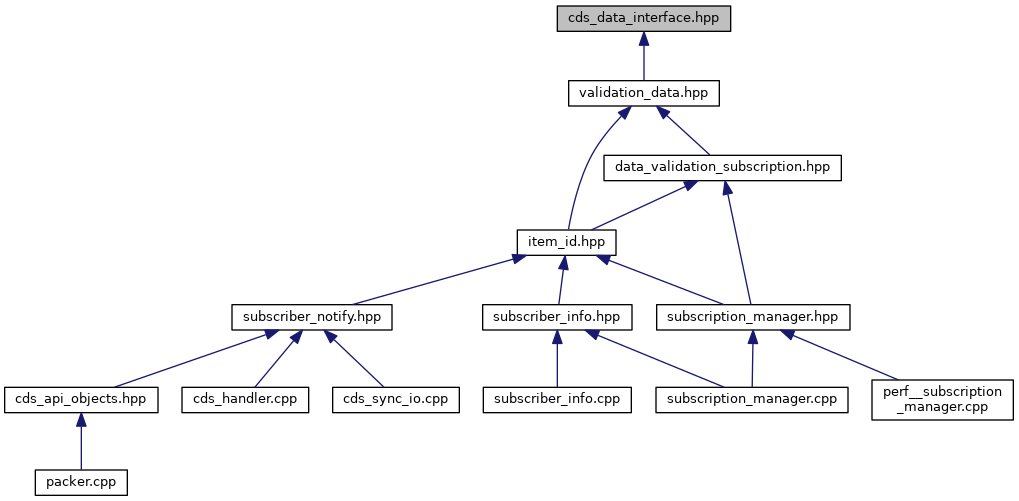 cds_data_interface.hpp
validation_data.hpp
data_validation_subscription.hpp
item_id.hpp
subscriber_notify.hpp
subscriber_info.hpp
subscription_manager.hpp
cds_api_objects.hpp
cds_handler.cpp
cds_sync_io.cpp
subscriber_info.cpp
subscription_manager.cpp
perf__subscription
_manager.cpp
packer.cpp